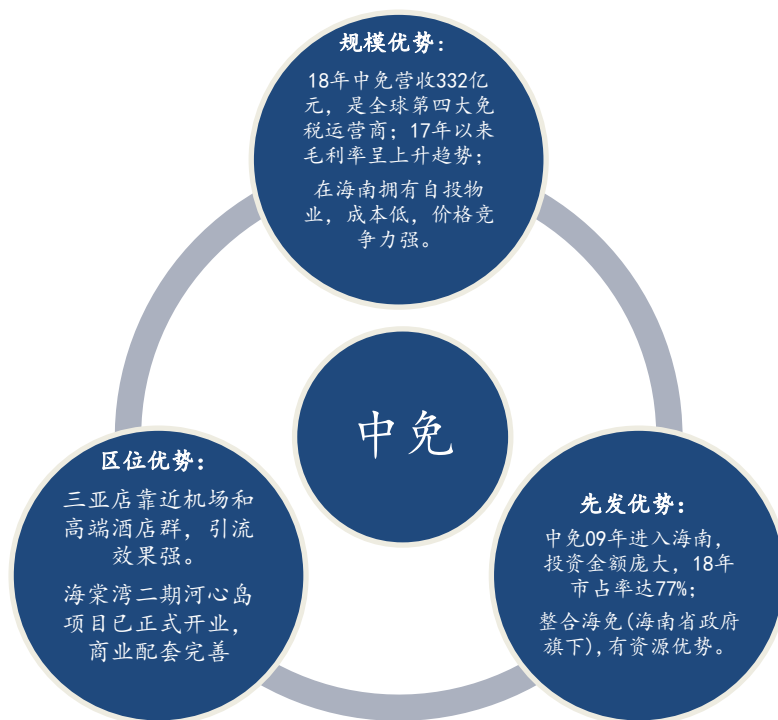 规模优势:
18年中免营收332亿
元，是全球第四大免
税运营商；17年以来
毛利率呈上升趋势；
在海南拥有自投物
业，成本低，价格竞
争力强。
中免
区位优势:
三亚店靠近机场和
高端酒店群，引流
效果强。
海棠湾二期河心岛
项目已正式开业，
商业配套完善
先发优势:
中免09年进入海南，
投资金额庞大，18年
市占率达77%；
整合海免(海南省政府
旗下),有资源优势。